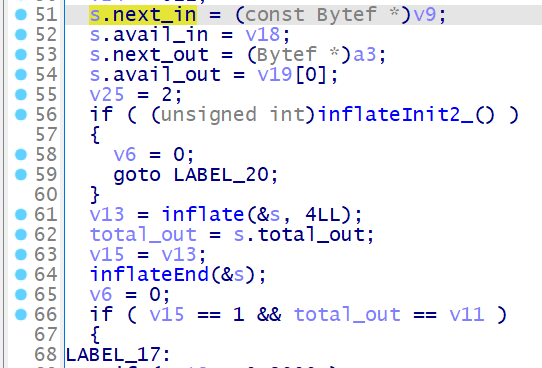 51 s.next_in = (const Bytef *)v9;
52 s.avail_in = v18;
53 s.next_out = (Bytef *)a3;
54 s.avail_out = v19[0];
55 v25 = 2;
56 if ( (unsigned int)inflateInit2_() )
57 {
58 v6 = 0;
59 goto LABEL_20;
60 }
61 v13 = inflate(&s, 4LL);
62 total_out = s.total_out;
63 v15 = v13;
64 inflateEnd(&s);
65 v6 = 0;
66 if ( v15 == 1 && total_out == v11 )
67 {
68 LABEL_17: